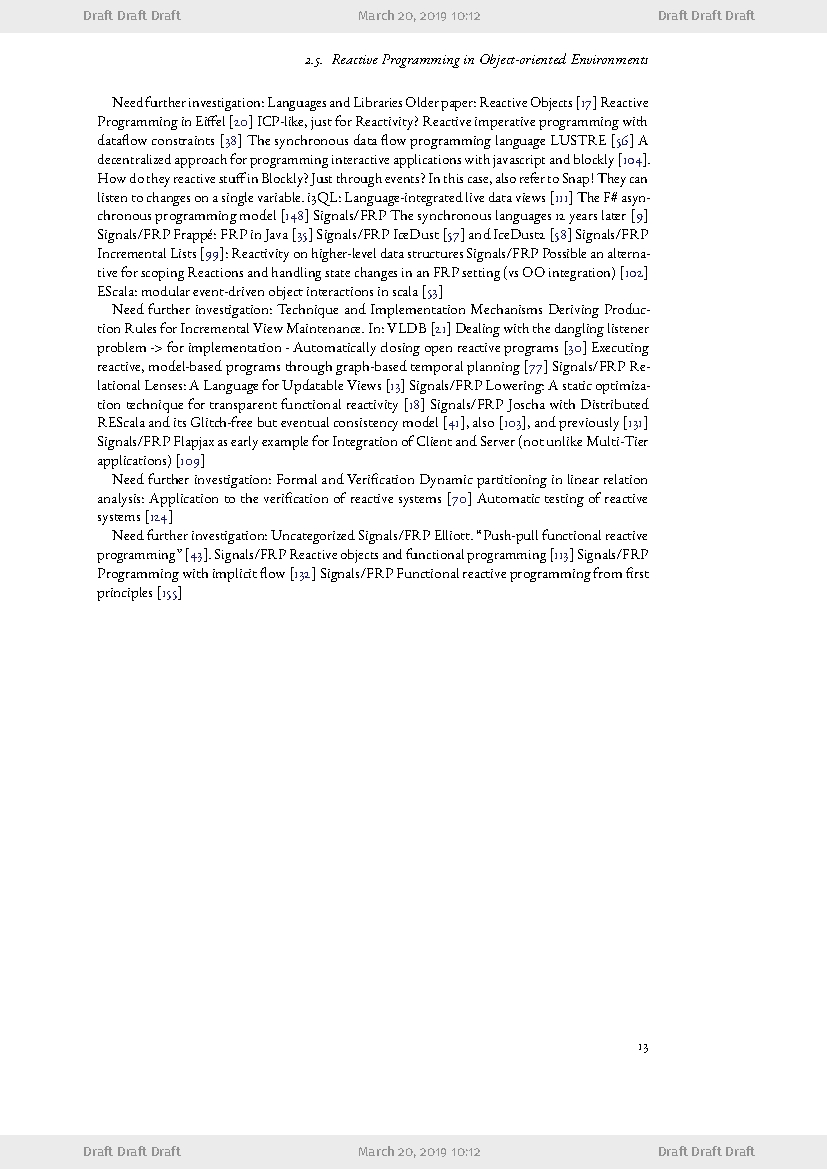 Draft Draft Draft March 20, 2019 10:12 Draft Draft Draft
2.5. Reactive Programming in Object-oriented Environments
Need further investigation: Languages and Libraries Older paper: Reactive Objects [17] Reactive
Programming in Eiffel [20] ICP-like, just for Reactivity? Reactive imperative programming with
dataflow constraints [38] The synchronous data flow programming language LUSTRE [56] A
decentralized approach for programming interactive applications with javascript and blockly [104].
How do they reactive stuff in Blockly? Just through events? In this case, also refer to Snap! They can
listen to changes on a single variable. i3QL: Language-integrated live data views [111] The F# asyn-
chronous programming model [148] Signals/FRP The synchronous languages 12 years later [9]
Signals/FRP Frappé: FRP in Java [35] Signals/FRP IceDust [57] and IceDust2 [58] Signals/FRP
Incremental Lists [99]: Reactivity on higher-level data structures Signals/FRP Possible an alterna-
tive for scoping Reactions and handling state changes in an FRP setting (vs OO integration) [102]
EScala: modular event-driven object interactions in scala [53]
Need further investigation: Technique and Implementation Mechanisms Deriving Produc-
tion Rules for Incremental View Maintenance. In: VLDB [21] Dealing with the dangling listener
problem -> for implementation - Automatically closing open reactive programs [30] Executing
reactive, model-based programs through graph-based temporal planning [77] Signals/FRP Re-
lational Lenses: A Language for Updatable Views [13] Signals/FRP Lowering: A static optimiza-
tion technique for transparent functional reactivity [18] Signals/FRP Joscha with Distributed
REScala and its Glitch-free but eventual consistency model [41], also [103], and previously [131]
Signals/FRP Flapjax as early example for Integration of Client and Server (not unlike Multi-Tier
applications) [109]
Need further investigation: Formal and Verification Dynamic partitioning in linear relation
analysis: Application to the verification of reactive systems [70] Automatic testing of reactive
systems [124]
Need further investigation: Uncategorized Signals/FRP Elliott. “Push-pull functional reactive
programming” [43]. Signals/FRP Reactive objects and functional programming [113] Signals/FRP
Programming with implicit flow [132] Signals/FRP Functional reactive programming from first
principles [155]
13
Draft Draft Draft March 20, 2019 10:12 Draft Draft Draft